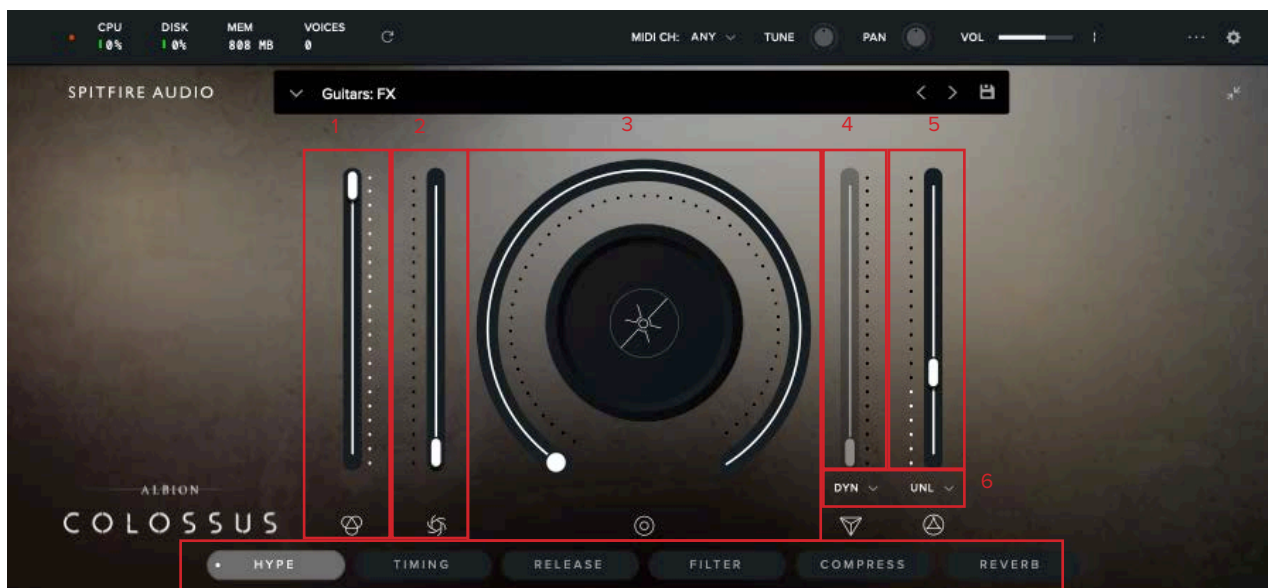 CPU DISK MEM VOICES
0% 0% 808 MB 0
MIDI CH: ANY TUNE PAN VOL
SPITFIRE AUDIO
Guitars: FX
1 2 3 4 5
DYN UNL 6
ALBION
COLOSSUS
HYPE TIMING RELEASE FILTER COMPRESS REVERB